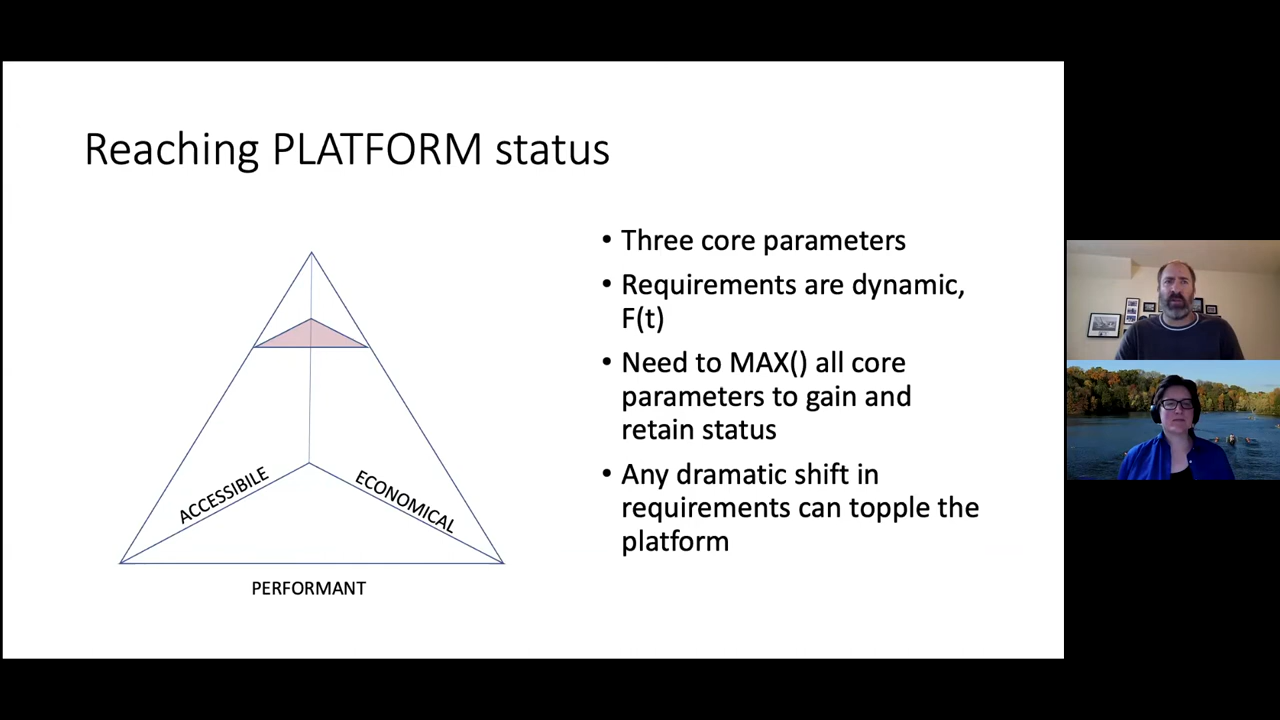 Reaching PLATFORM status
• Three core parameters
• Requirements are dynamic,
F(t)
• Need to MAX() all core
parameters to gain and
retain status
• Any dramatic shift in
requirements can topple the
platform
ACCESSIBILE
ECONOMICAL
PERFORMANT